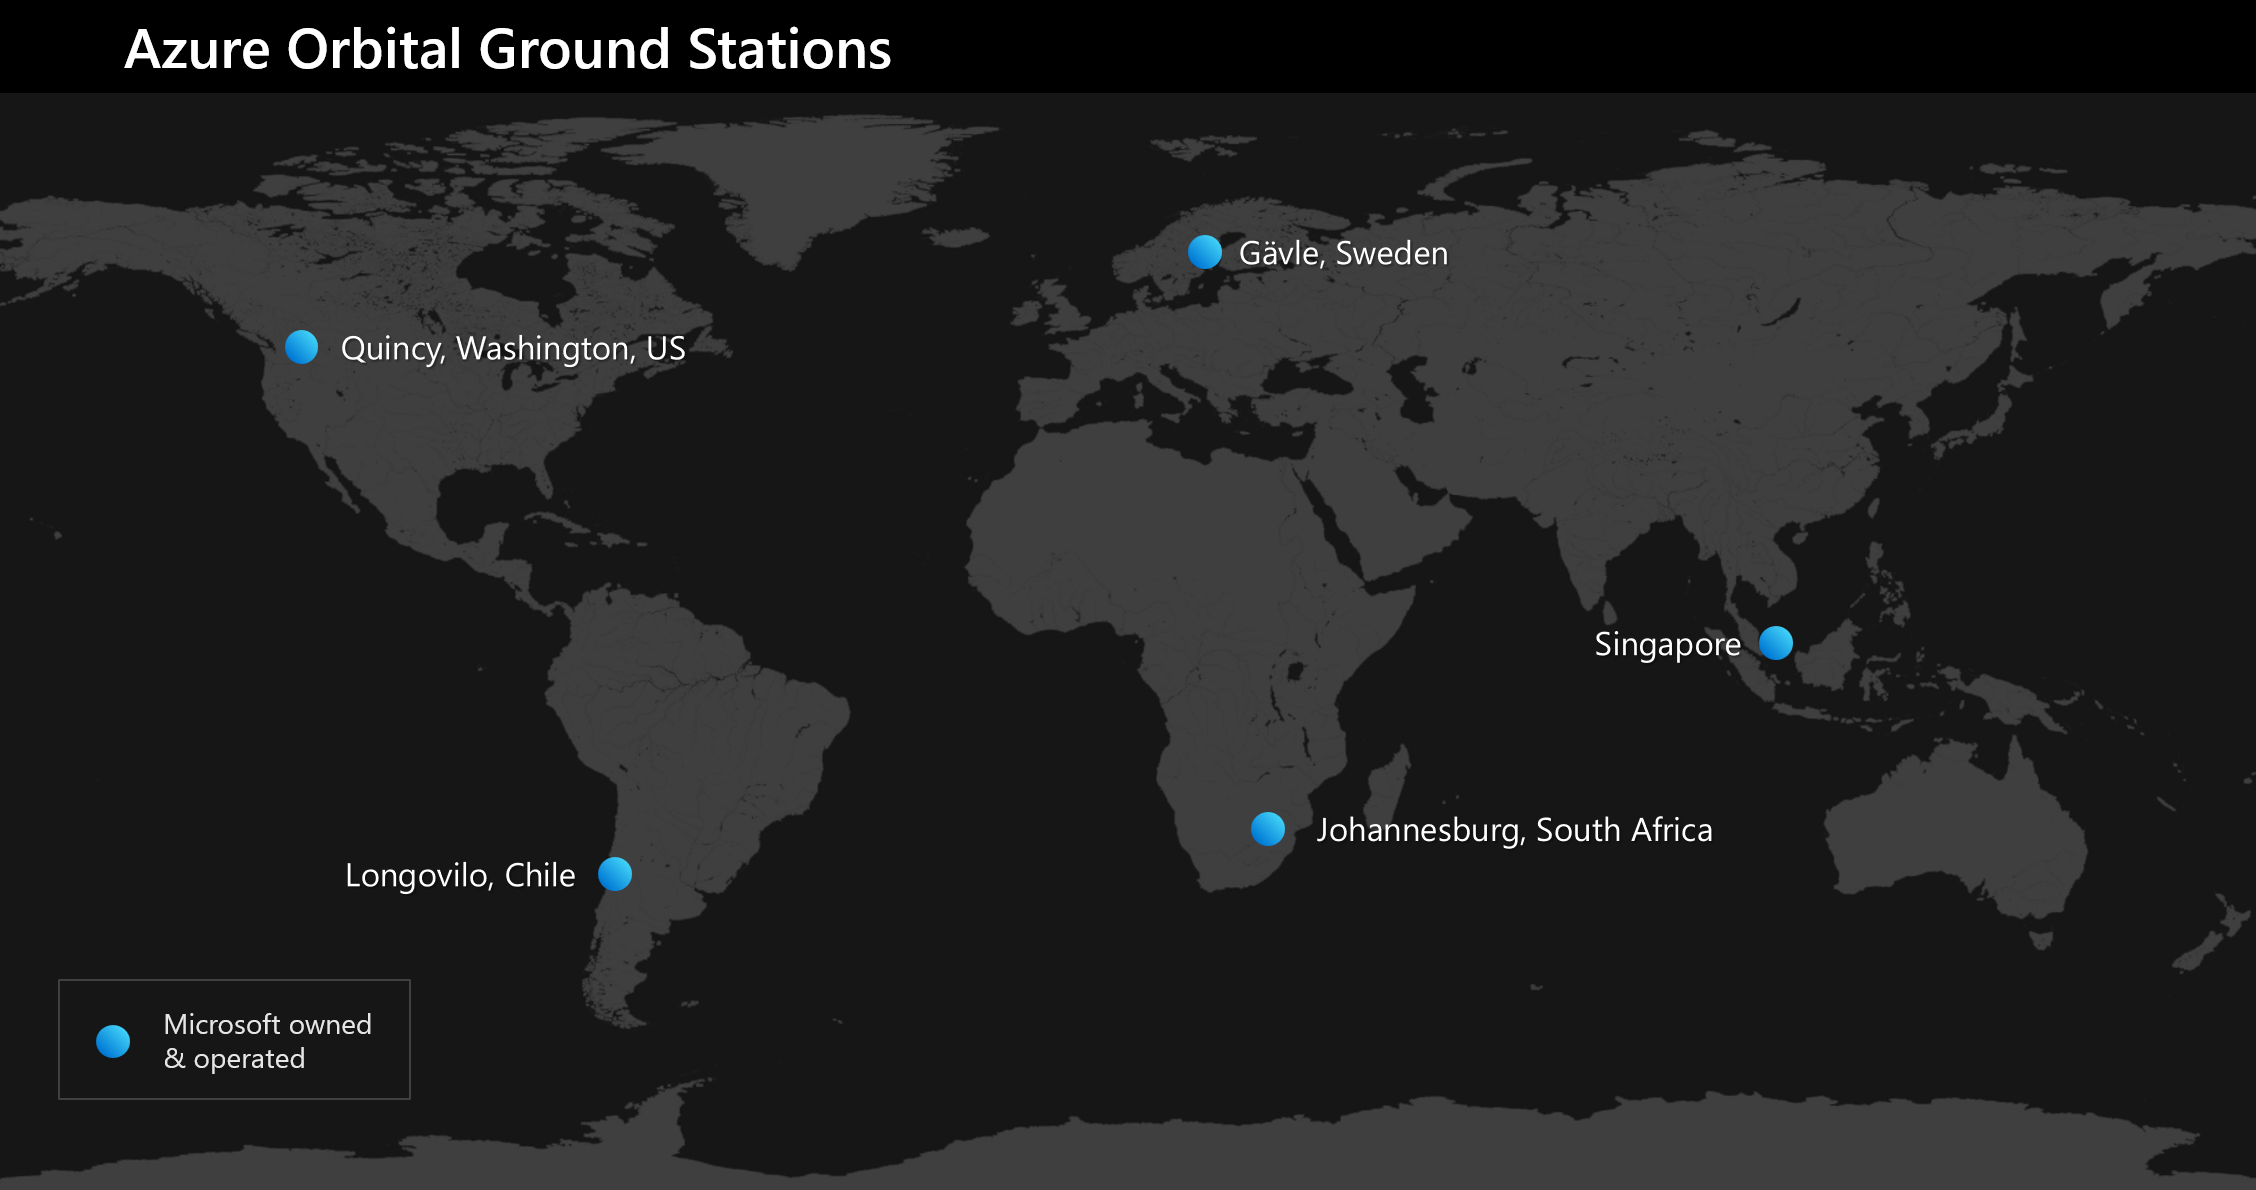 Azure Orbital Ground Stations
Gävle, Sweden
Quincy, Washington, US
Singapore
Johannesburg, South Africa
Longovilo, Chile
Microsoft owned
& operated